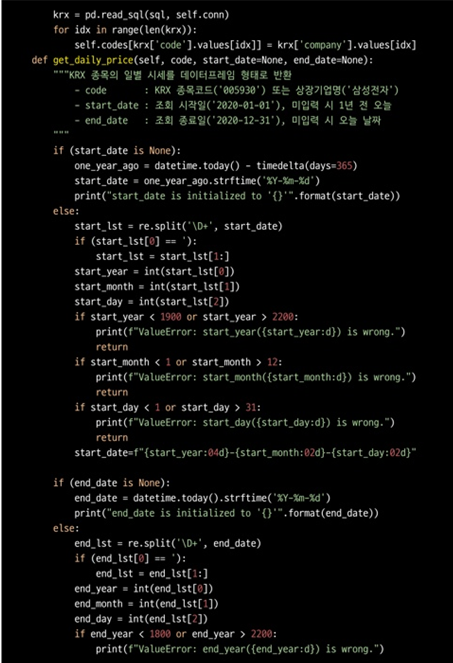 krx = pd.read_sql(sql, self.conn)
    for idx in range(len(krx)):
        self.codes[krx['code'].values[idx]] = krx['company'].values[idx]
def get_daily_price(self, code, start_date=None, end_date=None):
    """KRX 종목의 일별 시세를 데이터프레임 형태로 반환
        - code       : KRX 종목코드('005930') 또는 상장기업명('삼성전자')
        - start_date : 조회 시작일('2020-01-01'), 미입력 시 1년 전 오늘
        - end_date   : 조회 종료일('2020-12-31'), 미입력 시 오늘 날짜
    """
    if (start_date is None):
        one_year_ago = datetime.today() - timedelta(days=365)
        start_date = one_year_ago.strftime('%Y-%m-%d')
        print("start_date is initialized to '{}'".format(start_date))
    else:
        start_lst = re.split('\D+', start_date)
        if (start_lst[0] == ''):
            start_lst = start_lst[1:]
        start_year = int(start_lst[0])
        start_month = int(start_lst[1])
        start_day = int(start_lst[2])
        if start_year < 1900 or start_year > 2200:
            print(f"ValueError: start_year({start_year:d}) is wrong.")
            return
        if start_month < 1 or start_month > 12:
            print(f"ValueError: start_month({start_month:d}) is wrong.")
            return
        if start_day < 1 or start_day > 31:
            print(f"ValueError: start_day({start_day:d}) is wrong.")
            return
        start_date=f"{start_year:04d}-{start_month:02d}-{start_day:02d}"

    if (end_date is None):
        end_date = datetime.today().strftime('%Y-%m-%d')
        print("end_date is initialized to '{}'".format(end_date))
    else:
        end_lst = re.split('\D+', end_date)
        if (end_lst[0] == ''):
            end_lst = end_lst[1:]
        end_year = int(end_lst[0])
        end_month = int(end_lst[1])
        end_day = int(end_lst[2])
        if end_year < 1800 or end_year > 2200:
            print(f"ValueError: end_year({end_year:d}) is wrong.")